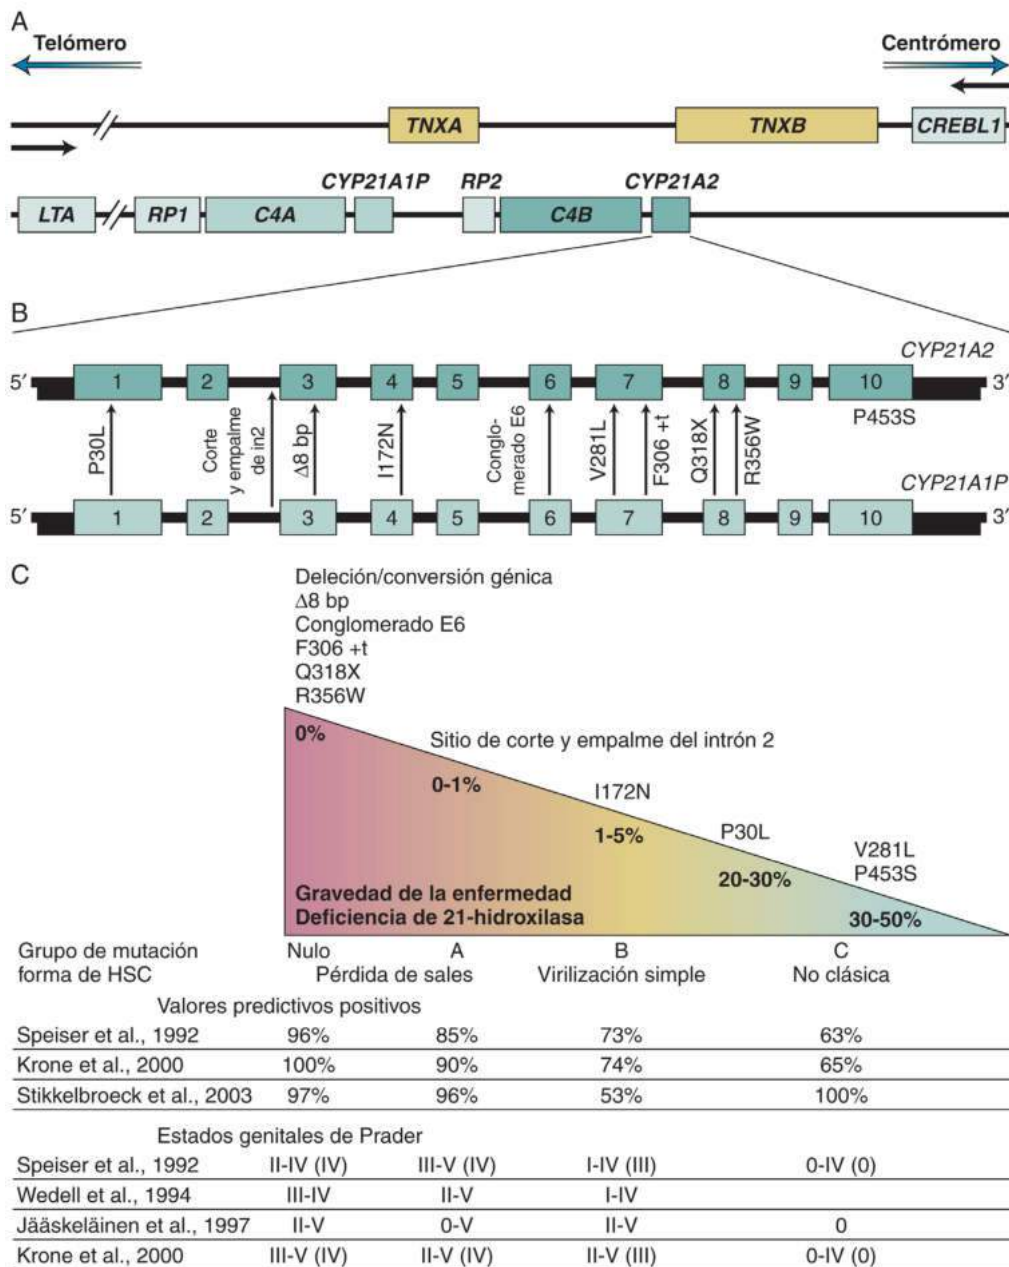 A
Telómero
Centrómero
TNXA
TNXB
CREBL1
CYP21A1P
RP2
CYP21A2
LTA
RP1
C4A
C4B
B
CYP21A2
5′
1
2
3
4
5
6
7
8
9
10
3′
P30L
Corte
y empalme
de in2
Δ8 bp
I172N
Conglo-
merado E6
V281L
F306 +t
Q318X
R356W
P453S
CYP21A1P
5′
1
2
3
4
5
6
7
8
9
10
3′
C
Deleción/conversión génica
Δ8 bp
Conglomerado E6
F306 +t
Q318X
R356W
0%
Sitio de corte y empalme del intrón 2
0-1%
I172N
1-5%
P30L
20-30%
V281L
P453S
30-50%
Gravedad de la enfermedad
Deficiencia de 21-hidroxilasa
Grupo de mutación Nulo A B C
forma de HSC Pérdida de sales Virilización simple No clásica
Valores predictivos positivos
Speiser et al., 1992 96% 85% 73% 63%
Krone et al., 2000 100% 90% 74% 65%
Stikkelbroeck et al., 2003 97% 96% 53% 100%
Estados genitales de Prader
Speiser et al., 1992 II-IV (IV) III-V (IV) I-IV (III) 0-IV (0)
Wedell et al., 1994 III-IV II-V I-IV
Jääskeläinen et al., 1997 II-V 0-V II-V 0
Krone et al., 2000 III-V (IV) II-V (IV) II-V (III) 0-IV (0)